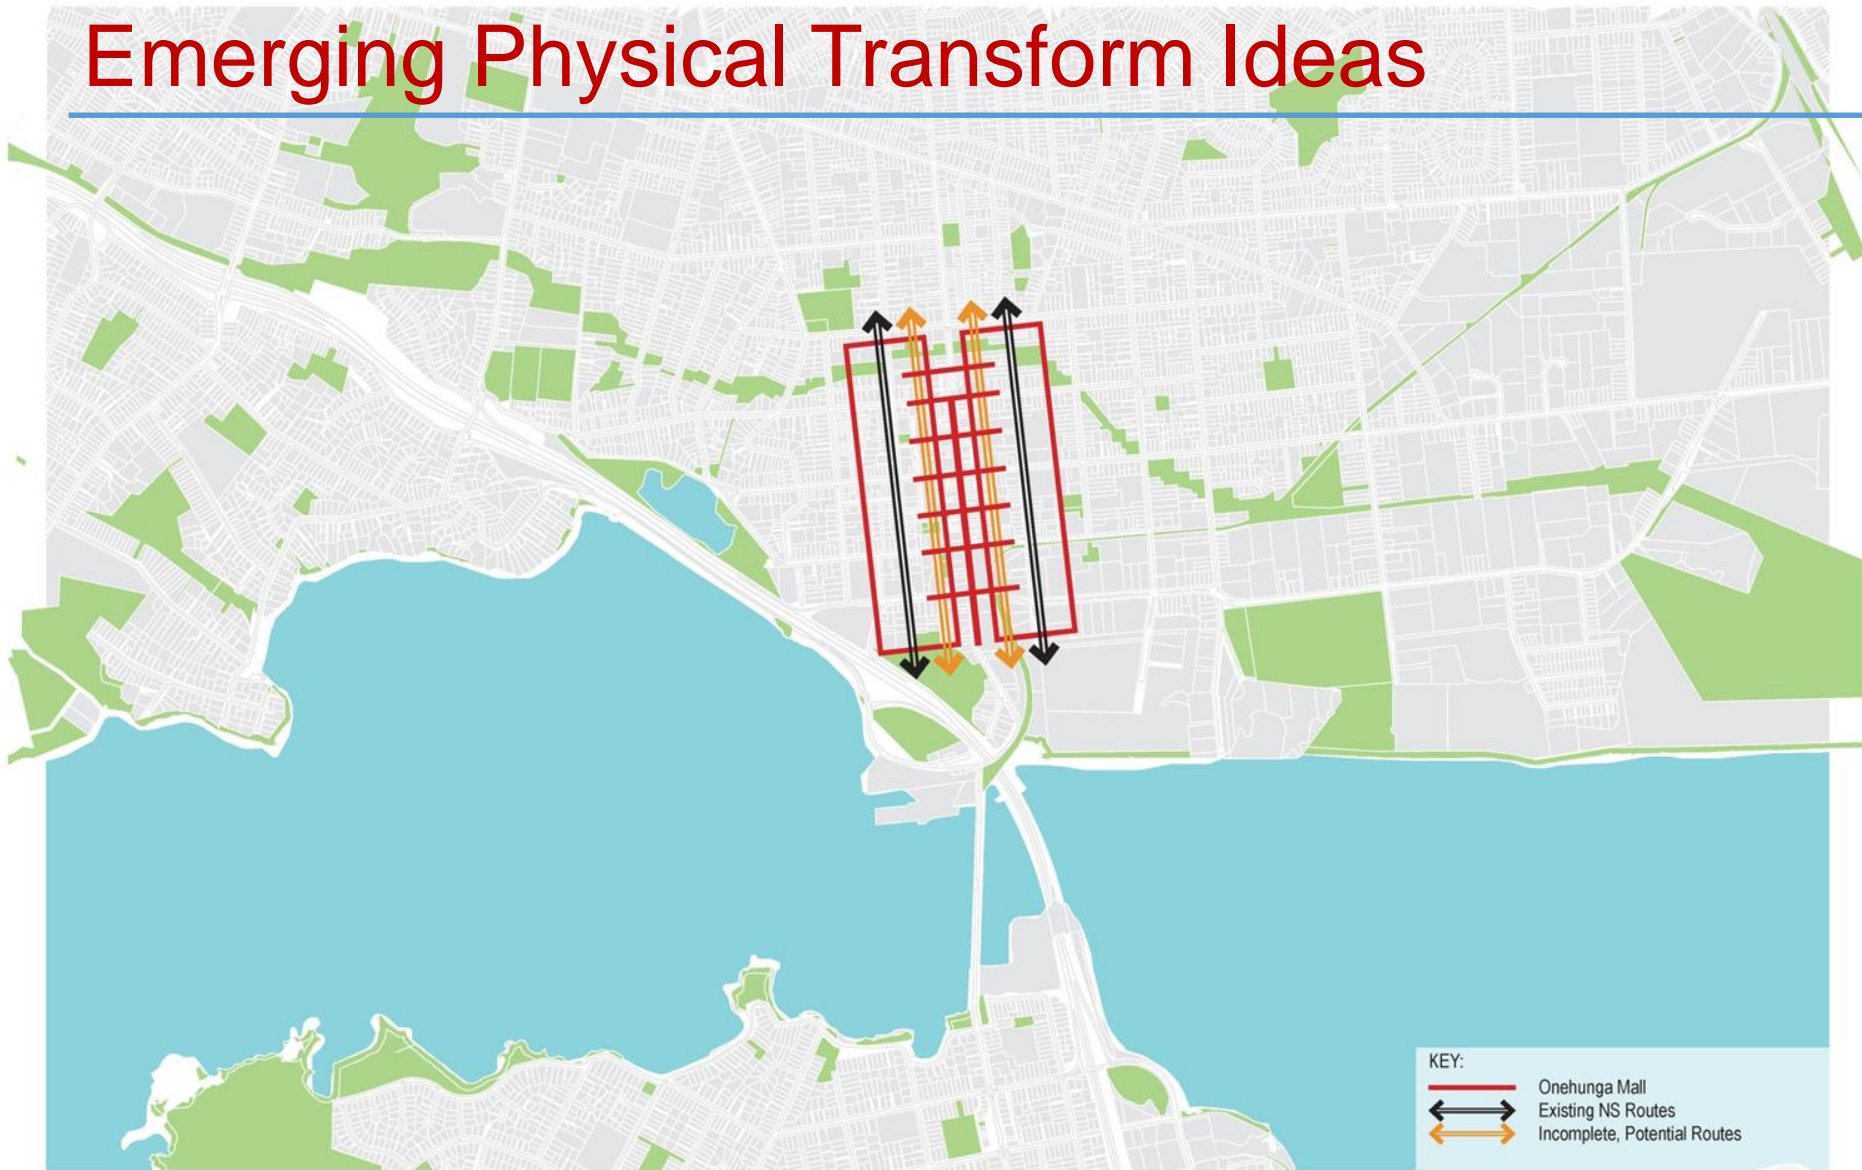 Emerging Physical Transform Ideas
KEY:
Onehunga Mall
Existing NS Routes
Incomplete, Potential Routes